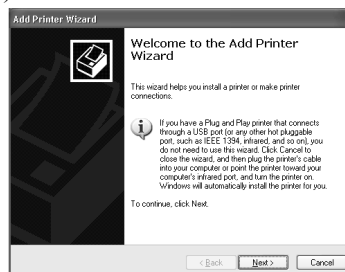 Add Printer Wizard
Welcome to the Add Printer
Wizard
This wizard helps you install a printer or make printer
connections.
If you have a Plug and Play printer that connects
through a USB port (or any other hot pluggable
port, such as IEEE 1394, infrared, and so on), you
do not need to use this wizard. Click Cancel to
close the wizard, and then plug the printer's cable
into your computer or point the printer toward your
computer's infrared port, and turn the printer on.
Windows will automatically install the printer for you.
To continue, click Next.
< Back
Next >
Cancel